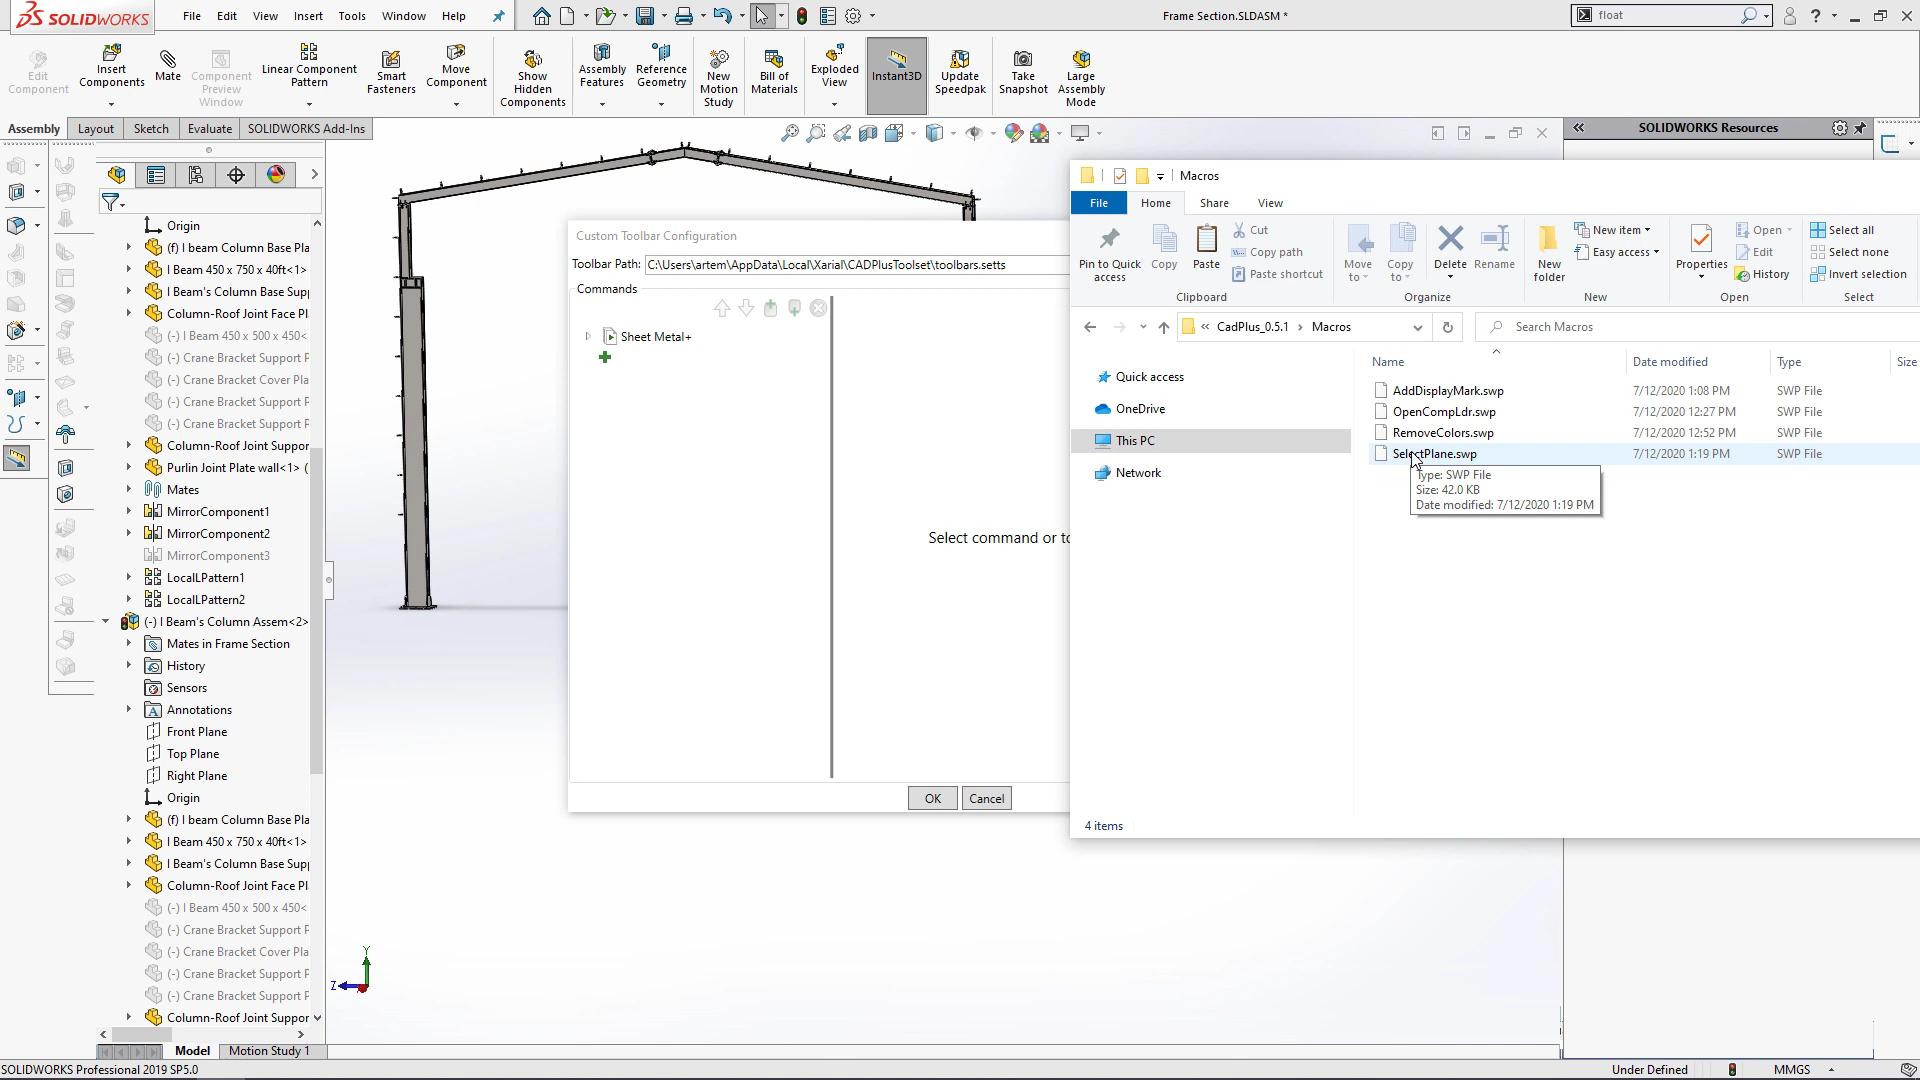 SOLIDWORKS
File Edit View Insert Tools Window Help
Frame Section.SLDASM *
float
Edit Component
Insert Components
Mate
Component Preview Window
Linear Component Pattern
Smart Fasteners
Move Component
Show Hidden Components
Assembly Features
Reference Geometry
New Motion Study
Bill of Materials
Exploded View
Instant3D
Update Speedpak
Take Snapshot
Large Assembly Mode
Assembly Layout Sketch Evaluate SOLIDWORKS Add-Ins
SOLIDWORKS Resources
Origin
(f) I beam Column Base Pla
I Beam 450 x 750 x 40ft<1>
I Beam's Column Base Sup
Column-Roof Joint Face Pl
(-) I Beam 450 x 500 x 450<
(-) Crane Bracket Support P
(-) Crane Bracket Cover Pla
(-) Crane Bracket Support P
(-) Crane Bracket Support P
Column-Roof Joint Suppor
Purlin Joint Plate wall<1> (
Mates
MirrorComponent1
MirrorComponent2
MirrorComponent3
LocalLPattern1
LocalLPattern2
(-) I Beam's Column Assem<2>
Mates in Frame Section
History
Sensors
Annotations
Front Plane
Top Plane
Right Plane
Origin
(f) I beam Column Base Pla
I Beam 450 x 750 x 40ft<1>
I Beam's Column Base Sup
Column-Roof Joint Face Pl
(-) I Beam 450 x 500 x 450<
(-) Crane Bracket Support P
(-) Crane Bracket Cover Pla
(-) Crane Bracket Support P
(-) Crane Bracket Support P
Column-Roof Joint Suppor
Y
Z
Custom Toolbar Configuration
Toolbar Path: C:\Users\artem\AppData\Local\Xarial\CADPlusToolset\toolbars.setts
Commands
Sheet Metal+
Select command or to
OK Cancel
Macros
File Home Share View
Pin to Quick access
Copy
Paste
Cut
Copy path
Paste shortcut
Clipboard
Move to
Copy to
Delete
Rename
Organize
New folder
New item
Easy access
New
Properties
Open
Edit
History
Open
Select all
Select none
Invert selection
Select
« CadPlus_0.5.1 > Macros
Search Macros
Quick access
OneDrive
This PC
Network
Name Date modified Type Size
AddDisplayMark.swp 7/12/2020 1:08 PM SWP File
OpenCompLdr.swp 7/12/2020 12:27 PM SWP File
RemoveColors.swp 7/12/2020 12:52 PM SWP File
SelectPlane.swp 7/12/2020 1:19 PM SWP File
Type: SWP File
Size: 42.0 KB
Date modified: 7/12/2020 1:19 PM
4 items
Model Motion Study 1
SOLIDWORKS Professional 2019 SP5.0
Under Defined
MMGS